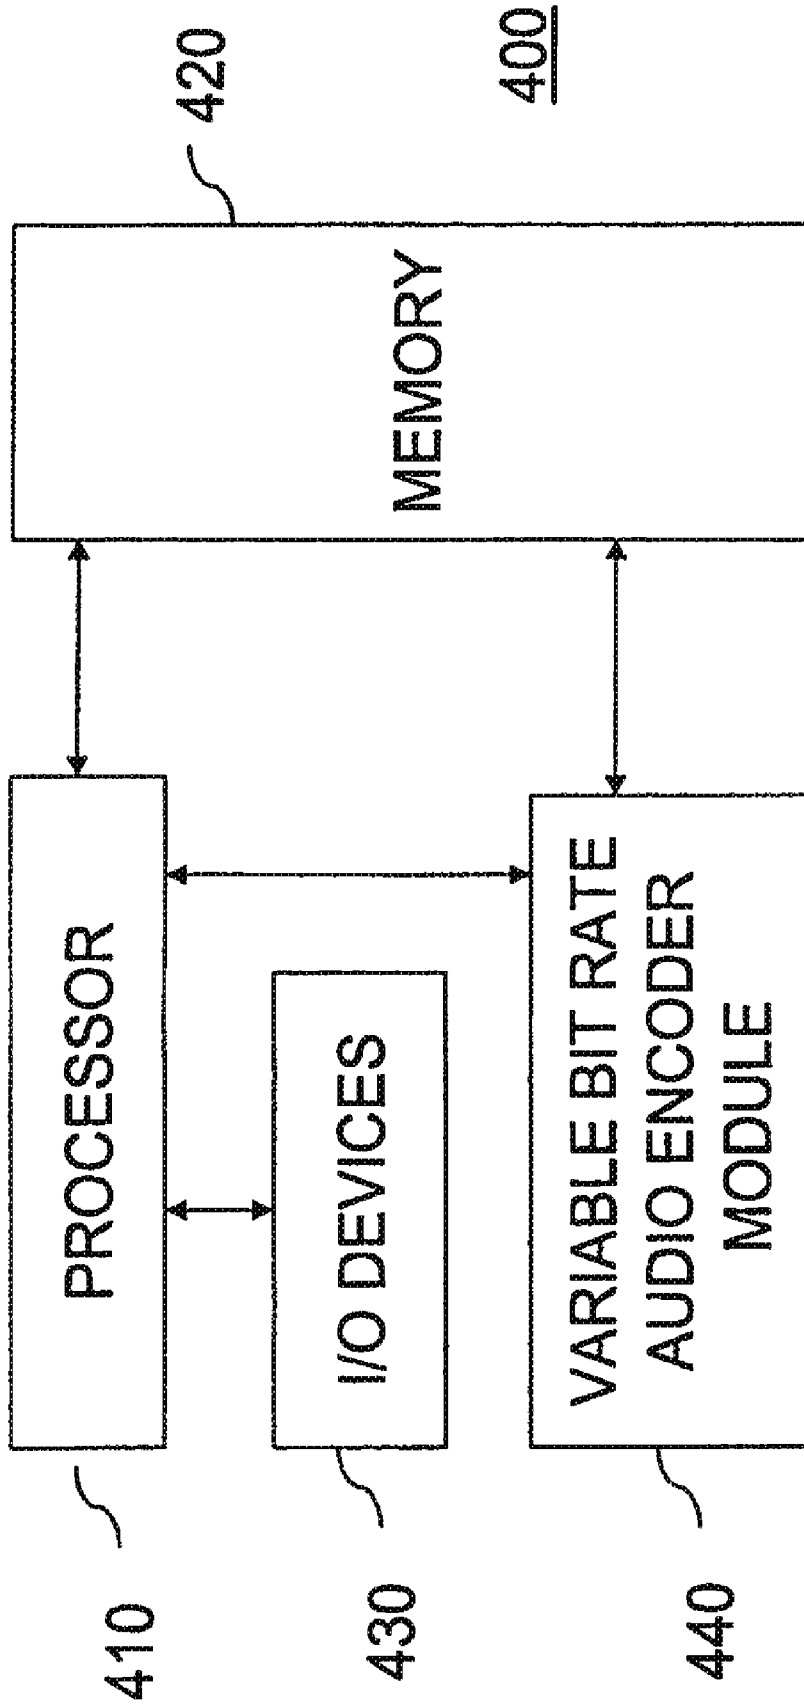 410
PROCESSOR
430
I/O DEVICES
440
VARIABLE BIT RATE
AUDIO ENCODER
MODULE
MEMORY
420
400